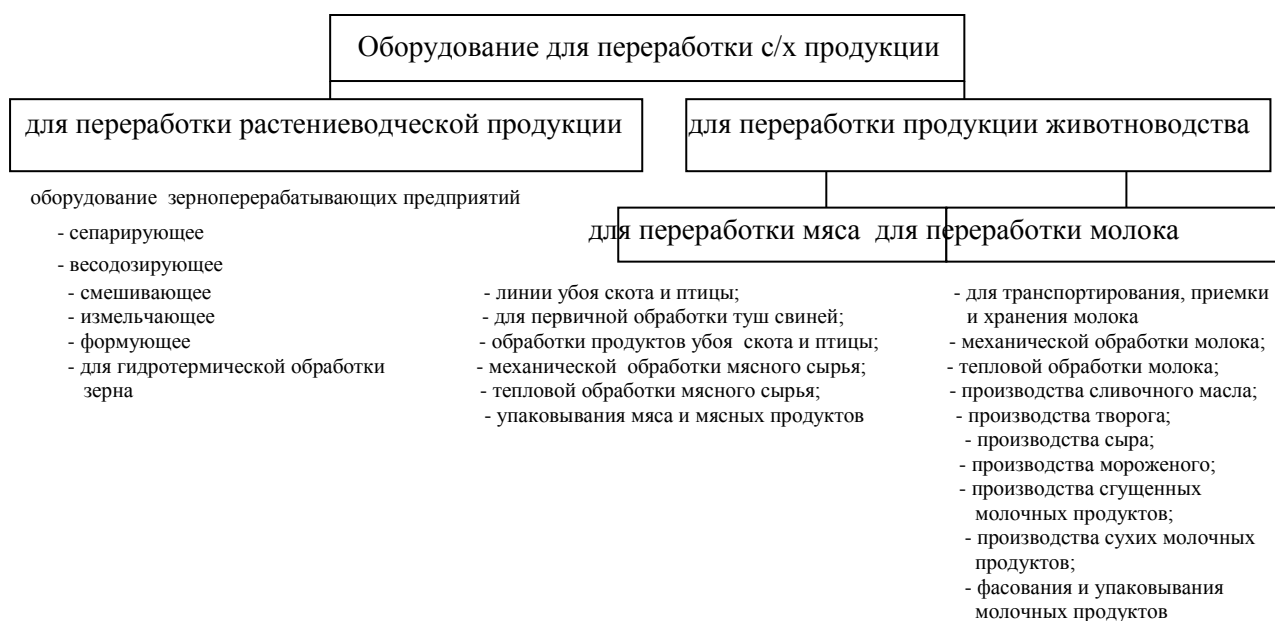 Оборудование для переработки с/х продукции
для переработки растениеводческой продукции
для переработки продукции животноводства
оборудование зерноперерабатывающих предприятий
- сепарирующее
- весодозирующее
- смешивающее
- измельчающее
- формующее
- для гидротермической обработки
зерна
для переработки мяса
- линии убоя скота и птицы;
- для первичной обработки туш свиней;
- обработки продуктов убоя скота и птицы;
- механической обработки мясного сырья;
- тепловой обработки мясного сырья;
- упаковывания мяса и мясных продуктов
для переработки молока
- для транспортирования, приемки
и хранения молока
- механической обработки молока;
- тепловой обработки молока;
- производства сливочного масла;
- производства творога;
- производства сыра;
- производства мороженого;
- производства сгущенных
молочных продуктов;
- производства сухих молочных
продуктов;
- фасования и упаковывания
молочных продуктов